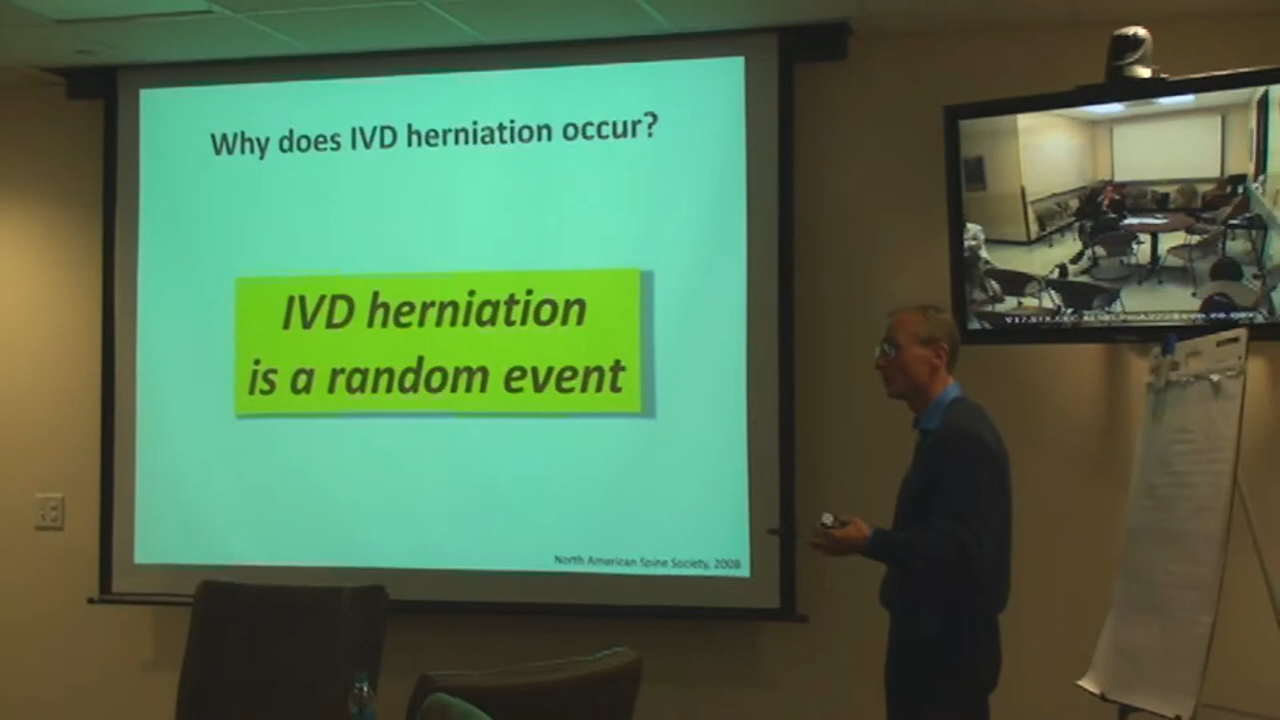 Why does IVD herniation occur?
IVD herniation
is a random event
North American Spine Society, 2008